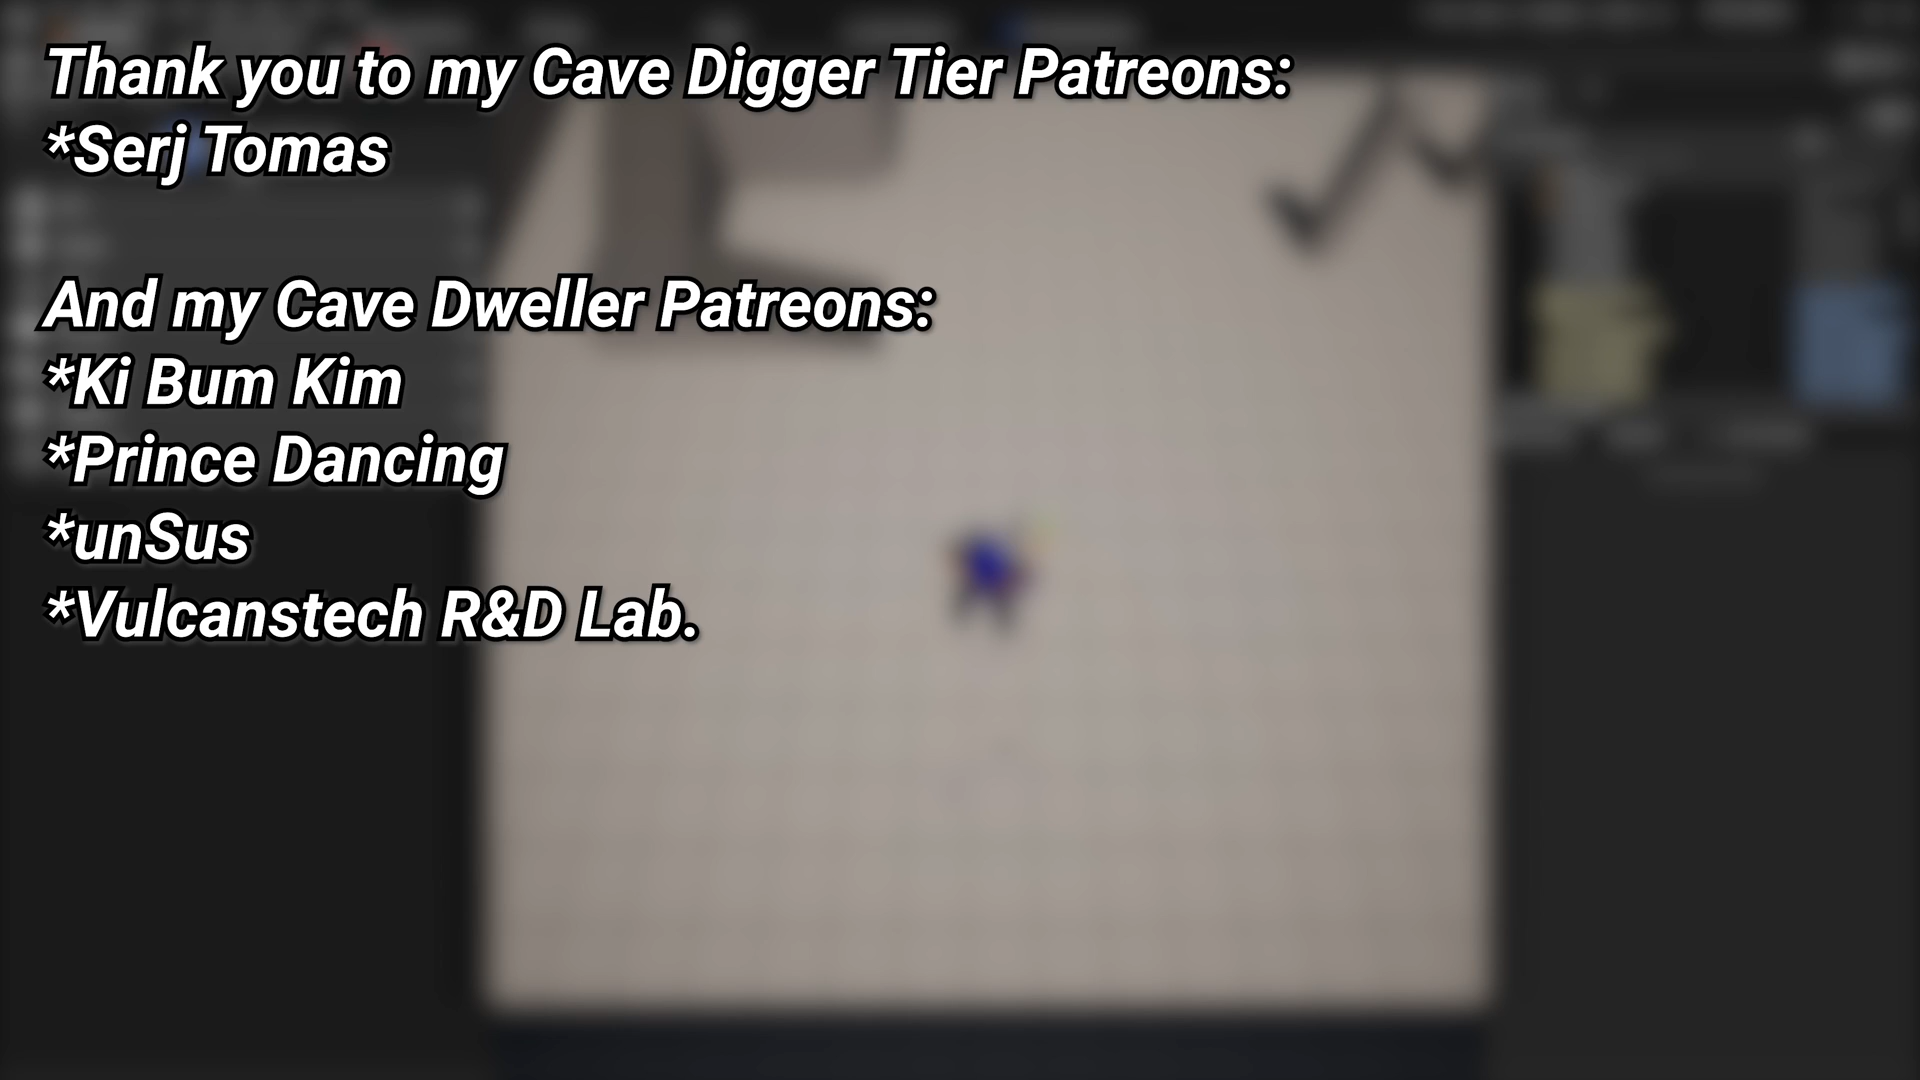 Thank you to my Cave Digger Tier Patreons:
*Serj Tomas
And my Cave Dweller Patreons:
*Ki Bum Kim
*Prince Dancing
*unSus
*Vulcanstech R&D Lab.